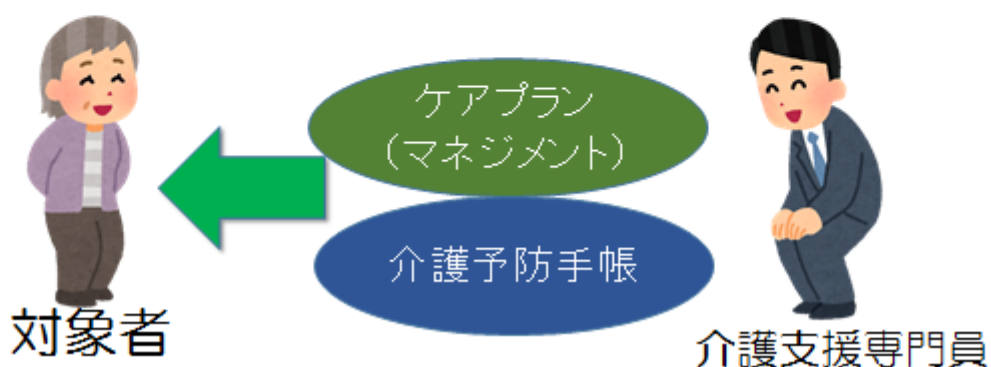 ケアプラン
（マネジメント）
介護予防手帳
対象者
介護支援専門員